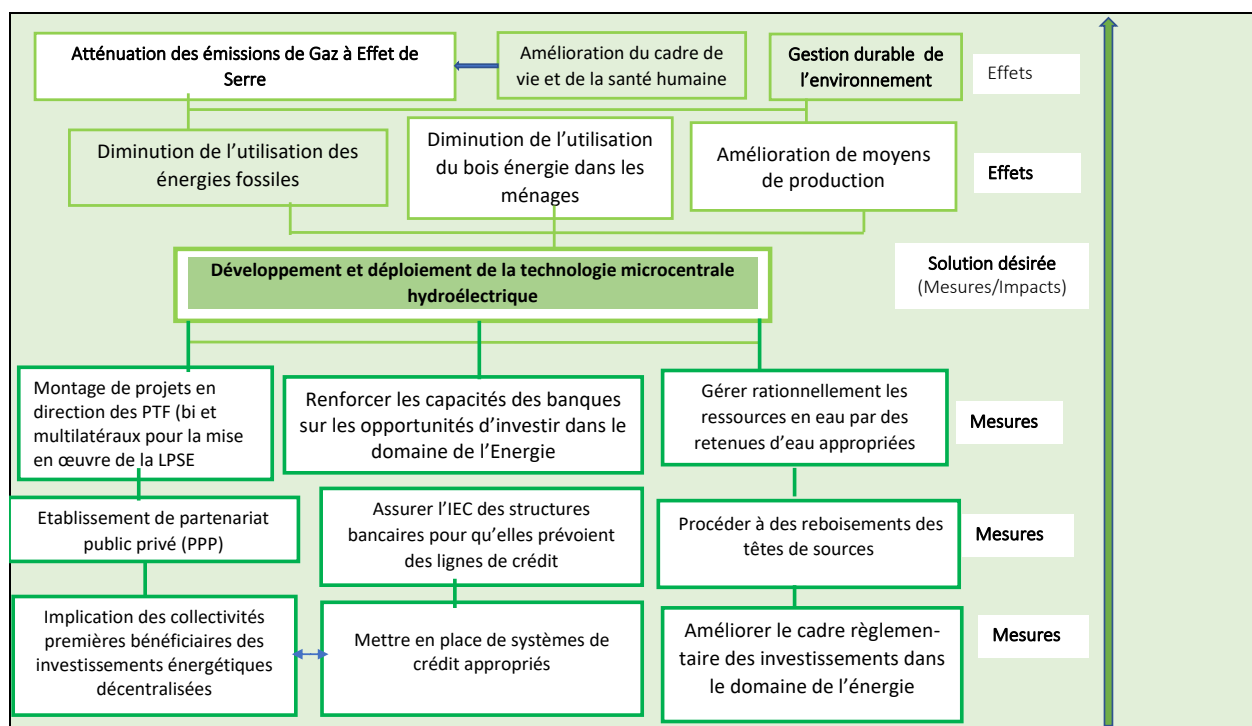 Atténuation des émissions de Gaz à Effet de
Serre
Amélioration du cadre de
vie et de la santé humaine
Gestion durable de
l’environnement
Effets
Diminution de l’utilisation des
énergies fossiles
Diminution de l’utilisation
du bois énergie dans les
ménages
Amélioration de moyens
de production
Effets
Développement et déploiement de la technologie microcentrale
hydroélectrique
Solution désirée
(Mesures/Impacts)
Montage de projets en
direction des PTF (bi et
multilatéraux pour la mise
en œuvre de la LPSE
Renforcer les capacités des banques
sur les opportunités d’investir dans le
domaine de l’Energie
Gérer rationnellement les
ressources en eau par des
retenues d’eau appropriées
Mesures
Etablissement de partenariat
public privé (PPP)
Assurer l’IEC des structures
bancaires pour qu’elles prévoient
des lignes de crédit
Procéder à des reboisements des
têtes de sources
Mesures
Implication des collectivités
premières bénéficiaires des
investissements énergétiques
décentralisées
Mettre en place de systèmes de
crédit appropriés
Améliorer le cadre règlemen-
taire des investissements dans
le domaine de l’énergie
Mesures